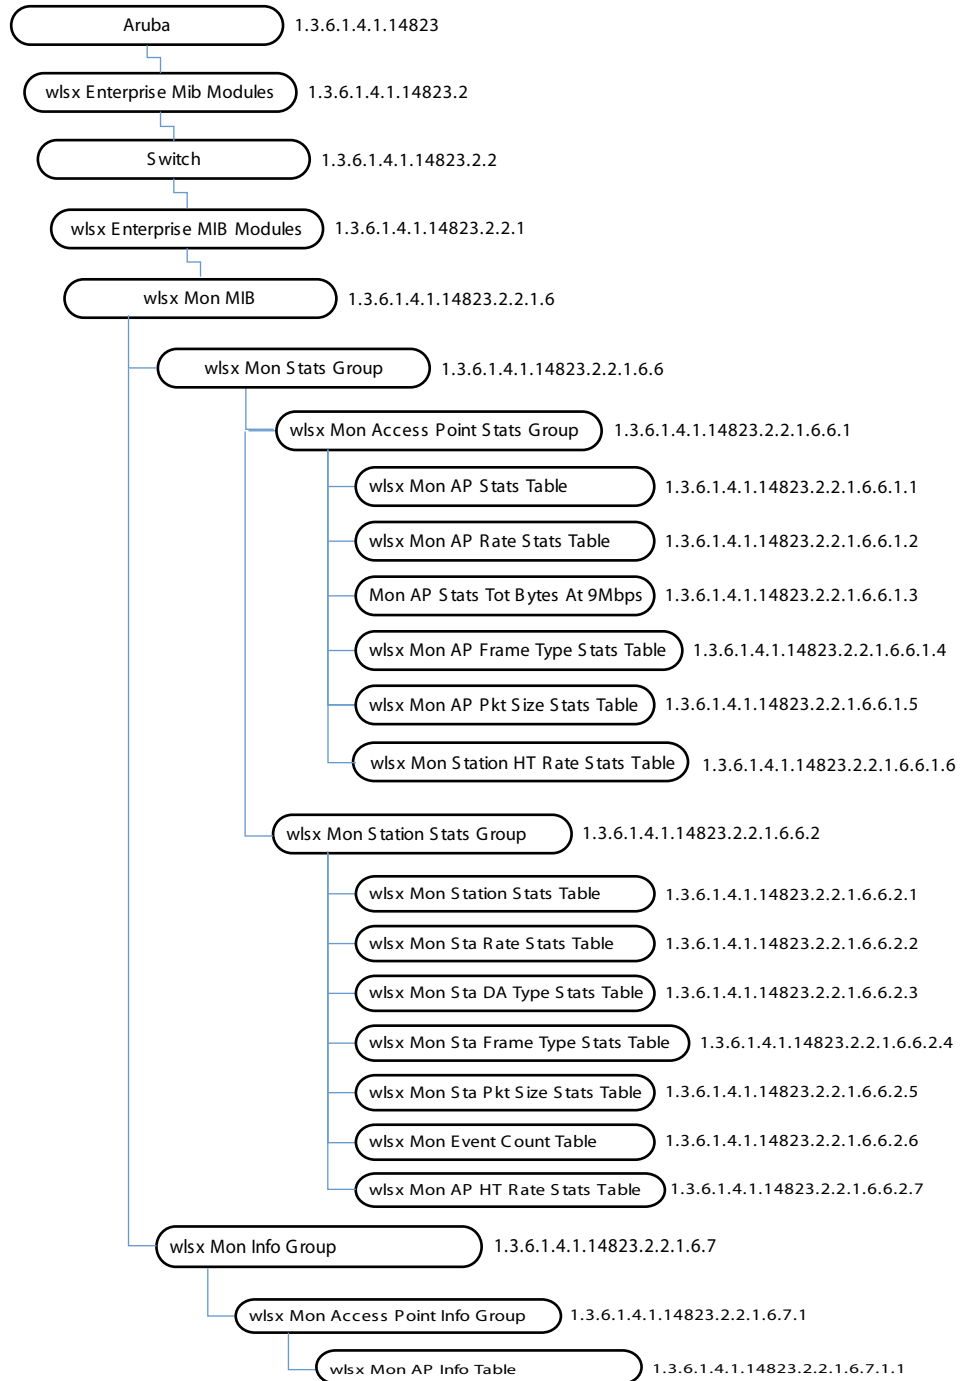 Aruba 1.3.6.1.4.1.14823
wlsx Enterprise Mib Modules 1.3.6.1.4.1.14823.2
Switch 1.3.6.1.4.1.14823.2.2
wlsx Enterprise MIB Modules 1.3.6.1.4.1.14823.2.2.1
wlsx Mon MIB 1.3.6.1.4.1.14823.2.2.1.6
wlsx Mon Stats Group 1.3.6.1.4.1.14823.2.2.1.6.6
wlsx Mon Access Point Stats Group 1.3.6.1.4.1.14823.2.2.1.6.6.1
wlsx Mon AP Stats Table 1.3.6.1.4.1.14823.2.2.1.6.6.1.1
wlsx Mon AP Rate Stats Table 1.3.6.1.4.1.14823.2.2.1.6.6.1.2
Mon AP Stats Tot Bytes At 9Mbps 1.3.6.1.4.1.14823.2.2.1.6.6.1.3
wlsx Mon AP Frame Type Stats Table 1.3.6.1.4.1.14823.2.2.1.6.6.1.4
wlsx Mon AP Pkt Size Stats Table 1.3.6.1.4.1.14823.2.2.1.6.6.1.5
wlsx Mon Station HT Rate Stats Table 1.3.6.1.4.1.14823.2.2.1.6.6.1.6
wlsx Mon Station Stats Group 1.3.6.1.4.1.14823.2.2.1.6.6.2
wlsx Mon Station Stats Table 1.3.6.1.4.1.14823.2.2.1.6.6.2.1
wlsx Mon Sta Rate Stats Table 1.3.6.1.4.1.14823.2.2.1.6.6.2.2
wlsx Mon Sta DA Type Stats Table 1.3.6.1.4.1.14823.2.2.1.6.6.2.3
wlsx Mon Sta Frame Type Stats Table 1.3.6.1.4.1.14823.2.2.1.6.6.2.4
wlsx Mon Sta Pkt Size Stats Table 1.3.6.1.4.1.14823.2.2.1.6.6.2.5
wlsx Mon Event Count Table 1.3.6.1.4.1.14823.2.2.1.6.6.2.6
wlsx Mon AP HT Rate Stats Table 1.3.6.1.4.1.14823.2.2.1.6.6.2.7
wlsx Mon Info Group 1.3.6.1.4.1.14823.2.2.1.6.7
wlsx Mon Access Point Info Group 1.3.6.1.4.1.14823.2.2.1.6.7.1
wlsx Mon AP Info Table 1.3.6.1.4.1.14823.2.2.1.6.7.1.1